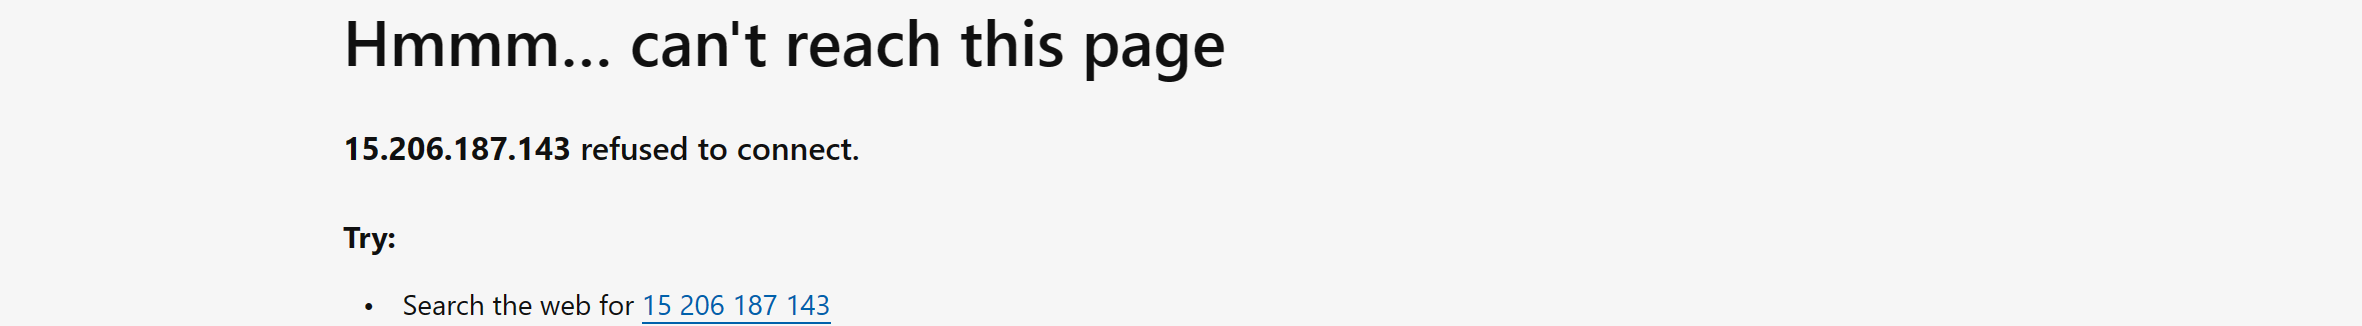 Hmmm... can't reach this page
15.206.187.143 refused to connect.
Try:
• Search the web for 15 206 187 143